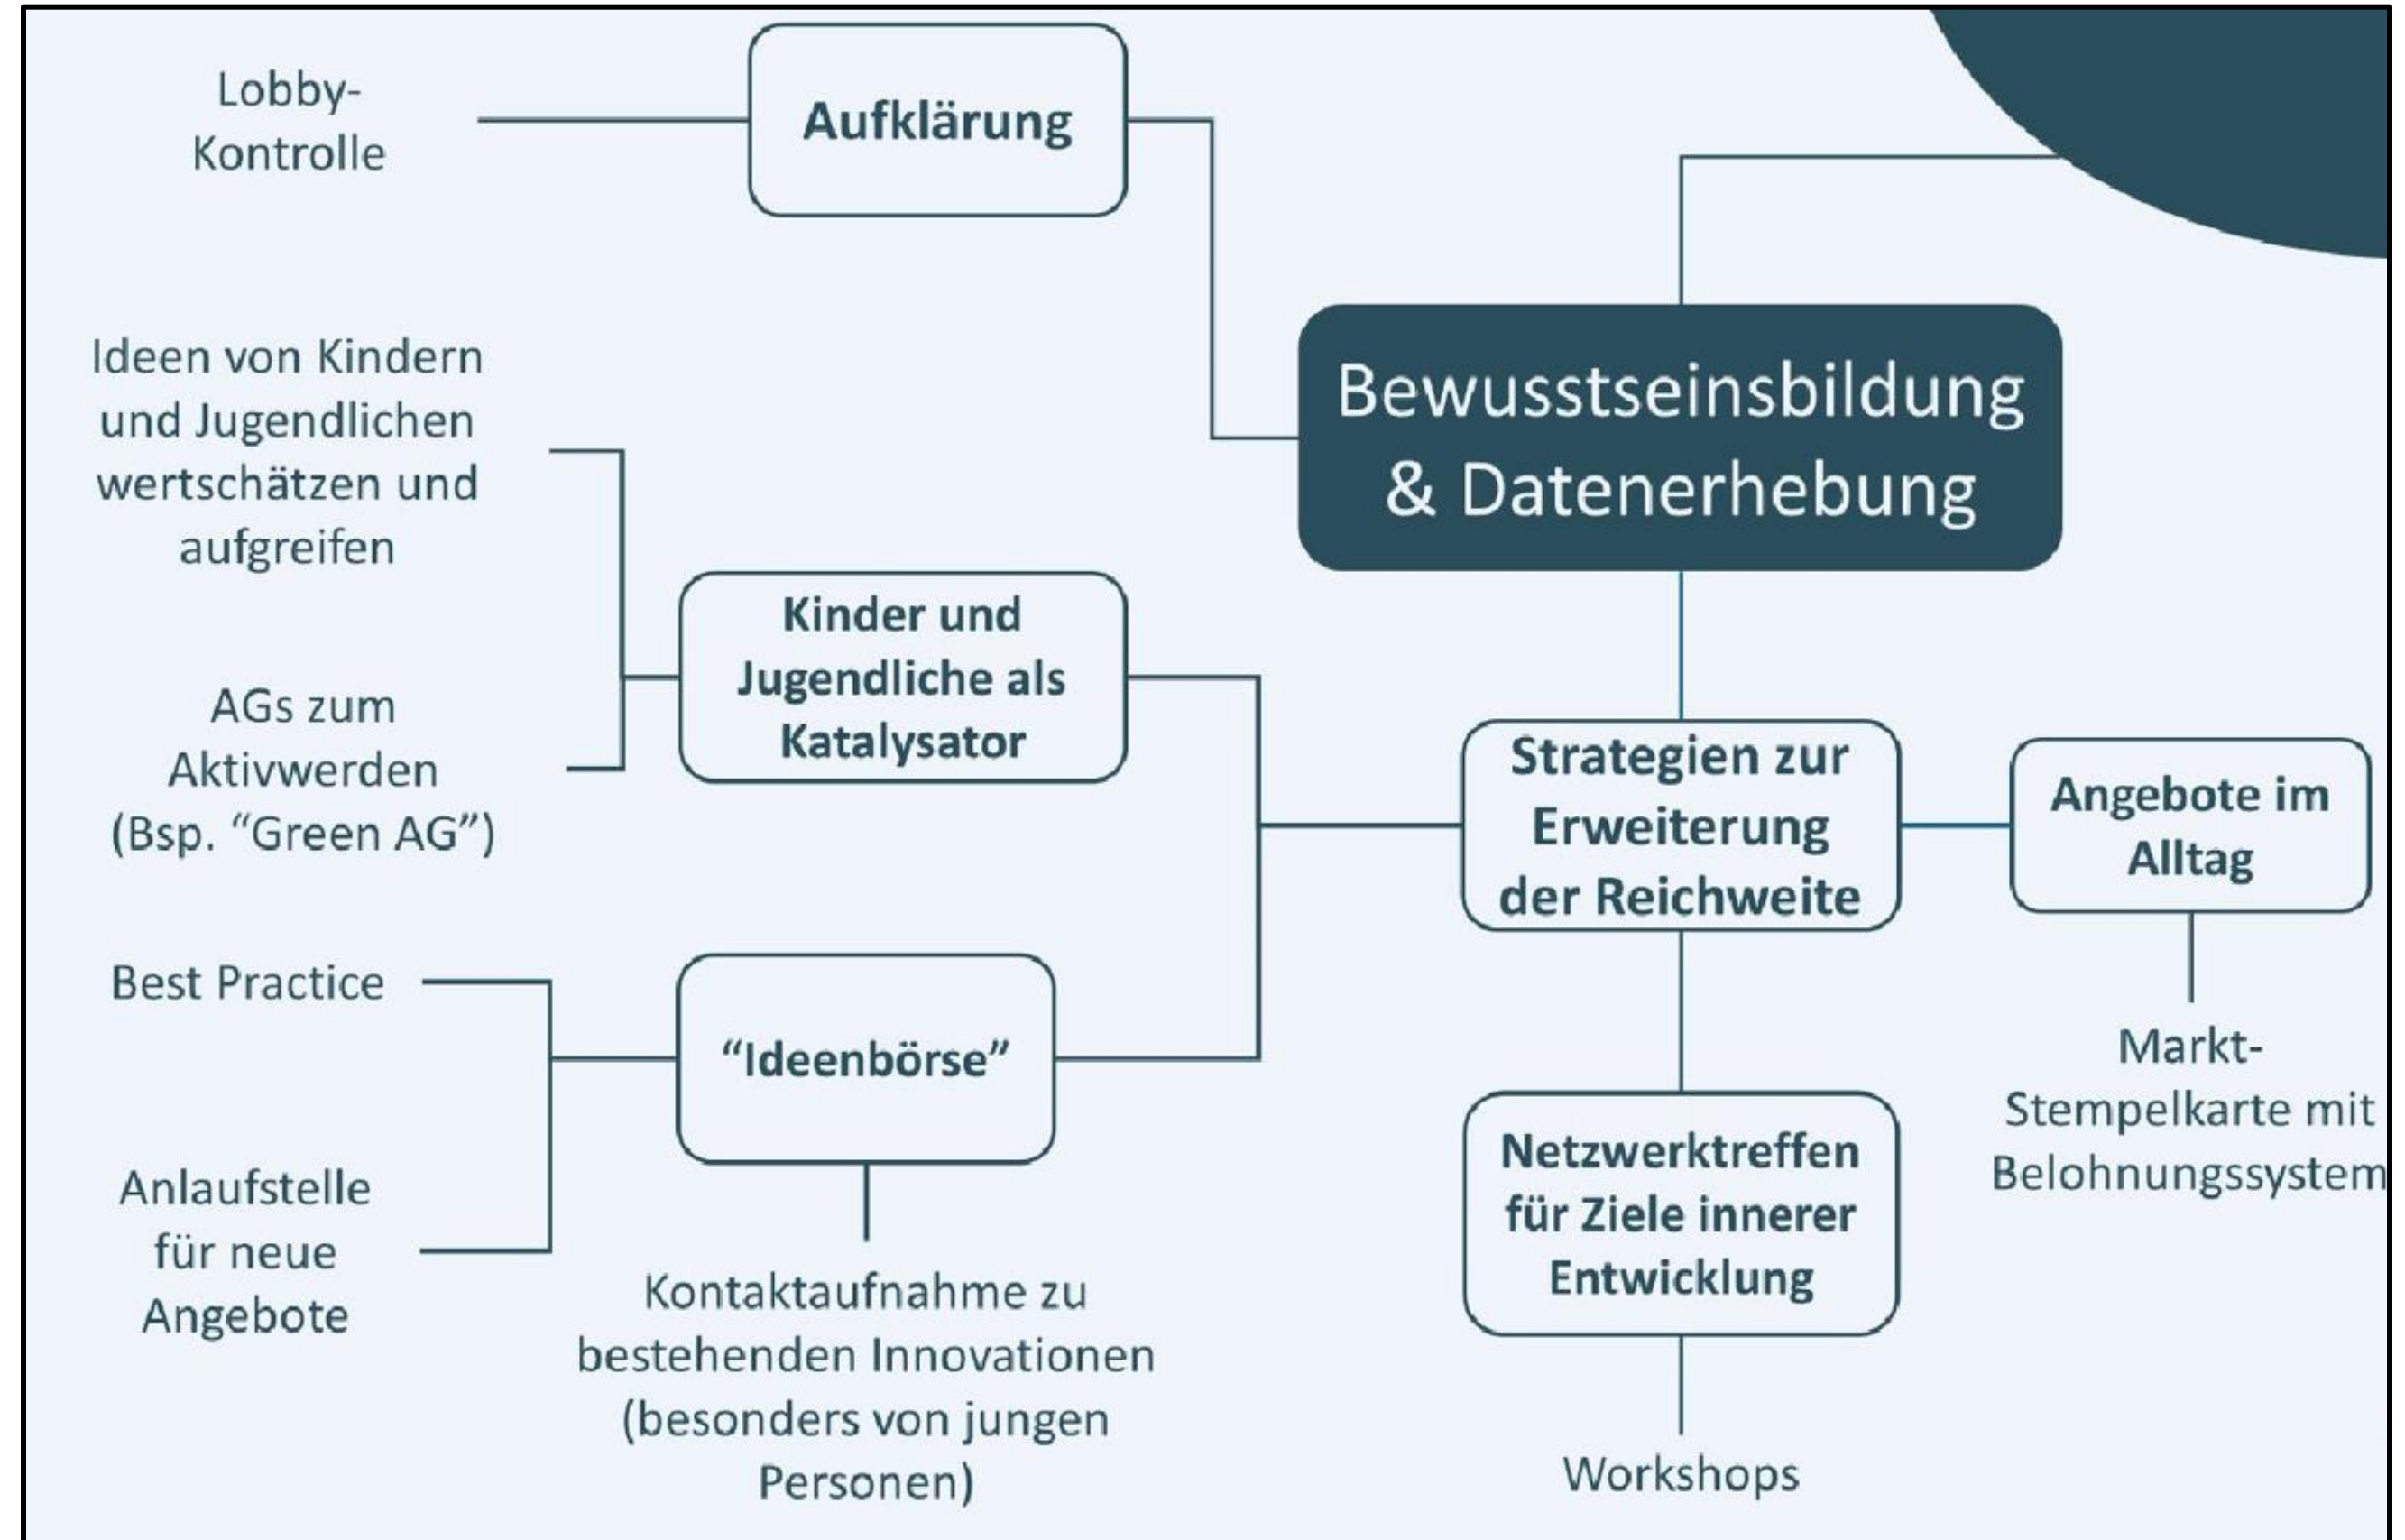 Lobby-
Kontrolle
Aufklärung
Bewusstseinsbildung
& Datenerhebung
Ideen von Kindern
und Jugendlichen
wertschätzen und
aufgreifen
Kinder und
Jugendliche als
Katalysator
AGs zum
Aktivwerden
(Bsp. “Green AG”)
Strategien zur
Erweiterung
der Reichweite
Angebote im
Alltag
Best Practice
“Ideenbörse”
Anlaufstelle
für neue
Angebote
Kontaktaufnahme zu
bestehenden Innovationen
(besonders von jungen
Personen)
Netzwerktreffen
für Ziele innerer
Entwicklung
Workshops
Markt-
Stempelkarte mit
Belohnungssystem